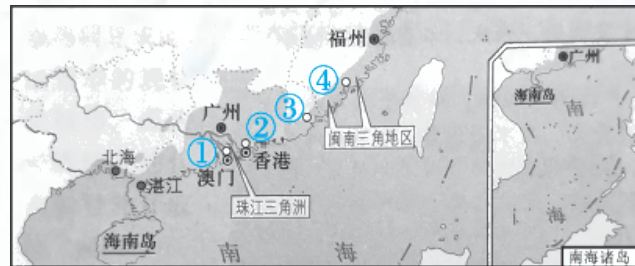 福州
④
广州
③
②
①
香港
澳门
北海
湛江
闽南三角地区
珠江三角洲
海南岛
南
海
广州
海南岛
南
海
南海诸岛